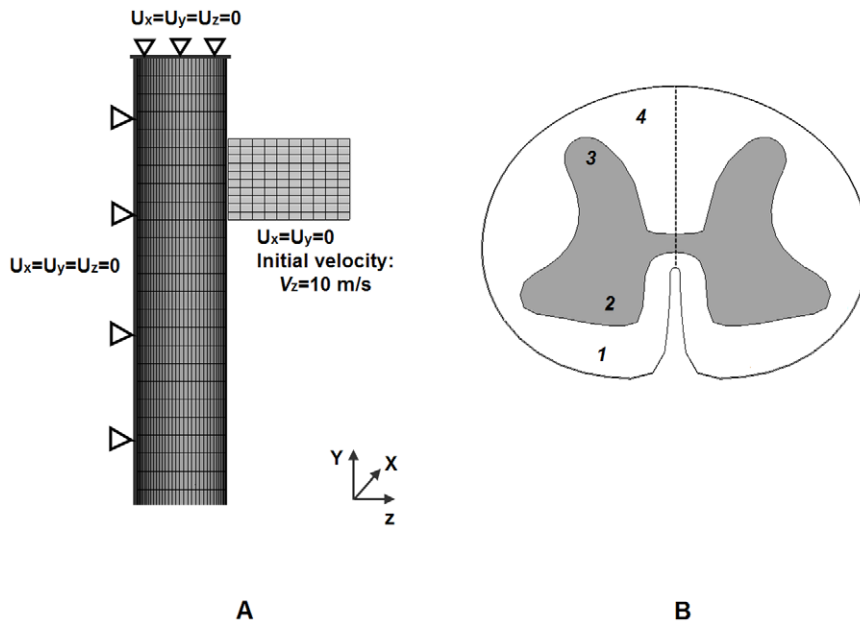 Ux=Uy=Uz=0
Ux=Uy=Uz=0
Ux=Uy=0
Initial velocity:
Vz=10 m/s
Y
X
z
A
4
3
2
1
B